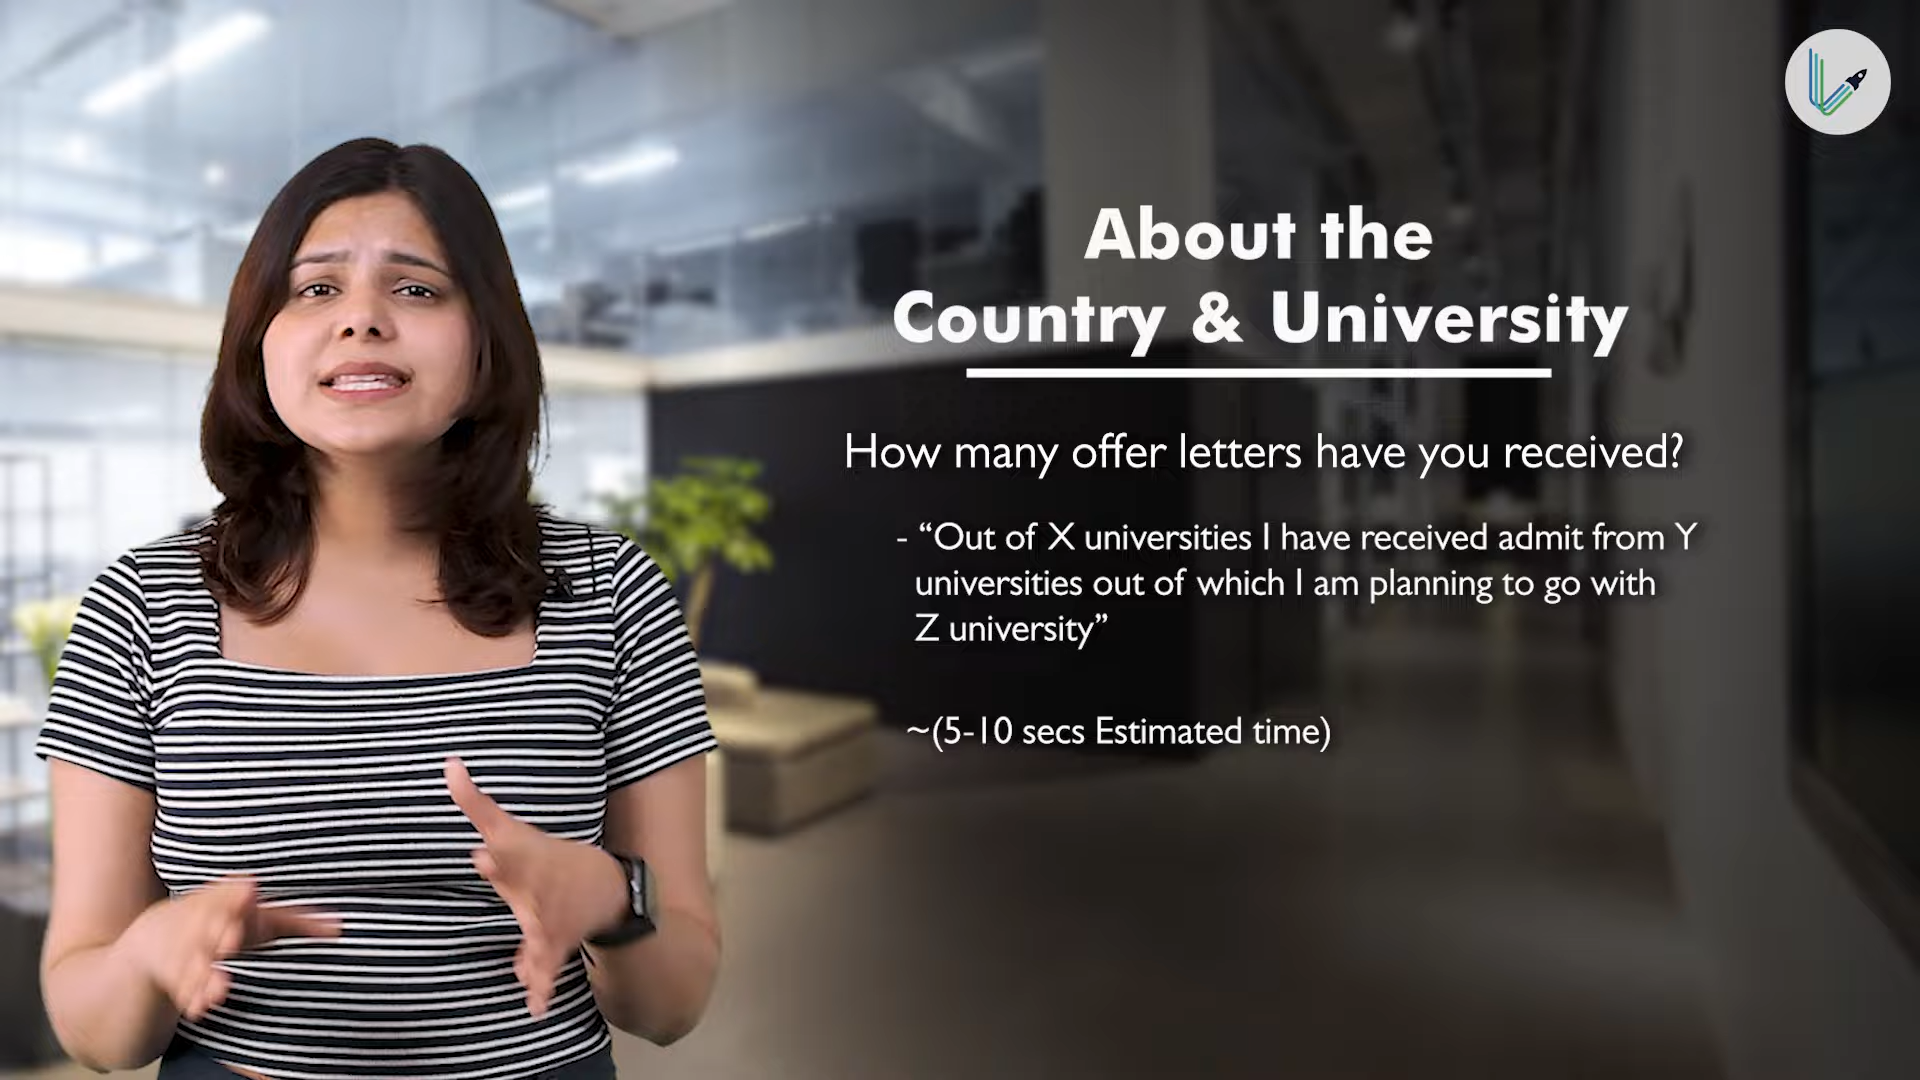 About the
Country & University
How many offer letters have you received?
- “Out of X universities I have received admit from Y
universities out of which I am planning to go with
Z university”
~(5-10 secs Estimated time)